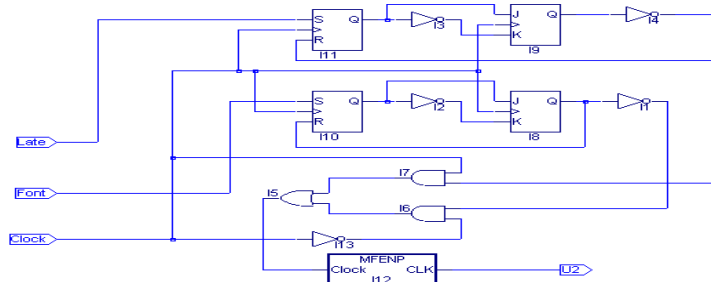 S Q
R
I11
I3
J Q
K
I9
I4
S Q
R
I10
I2
J Q
K
I8
I1
Late
Font
Clock
I7
I5
I6
I13
MFENP
Clock CLK
I12
U2